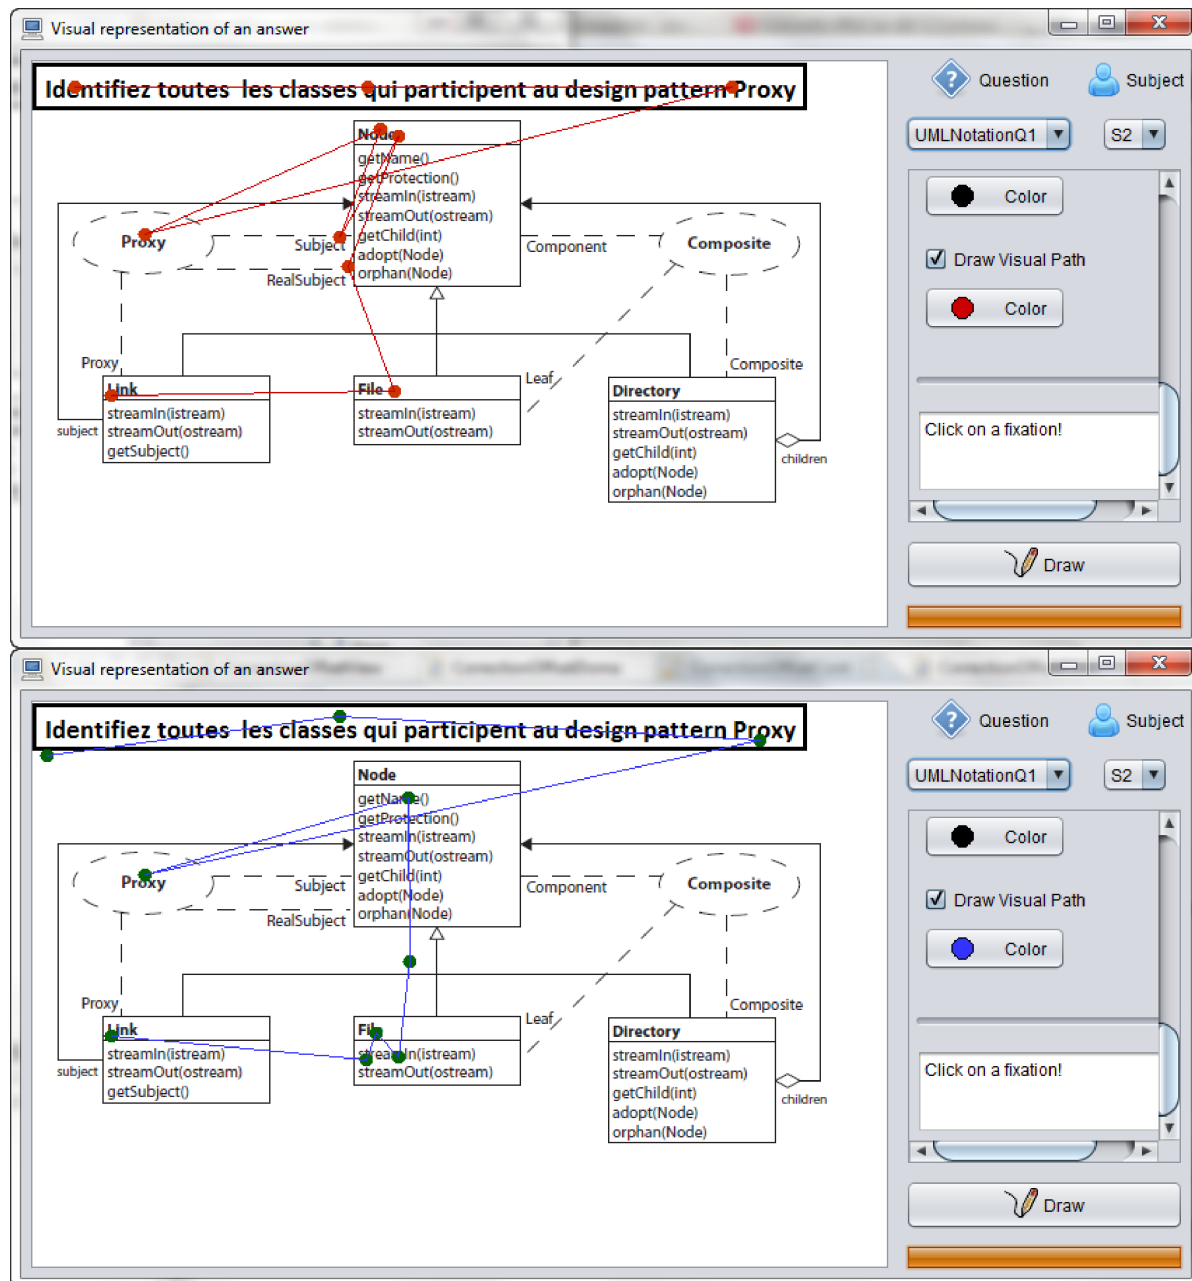 Visual representation of an answer
Identifiez toutes les classes qui participent au design pattern Proxy
Node
getName()
getProtection()
streamIn(istream)
streamOut(ostream)
getChild(int)
adopt(Node)
orphan(Node)
Proxy
Subject
RealSubject
Component
Composite
Proxy
Link
streamIn(istream)
streamOut(ostream)
getSubject()
subject
File
streamIn(istream)
streamOut(ostream)
Leaf
Composite
Directory
streamIn(istream)
streamOut(ostream)
getChild(int)
adopt(Node)
orphan(Node)
children
Question
Subject
UMLNotationQ1
S2
Color
Draw Visual Path
Color
Click on a fixation!
Draw
Visual representation of an answer
Identifiez toutes les classes qui participent au design pattern Proxy
Node
getName()
getProtection()
streamIn(istream)
streamOut(ostream)
getChild(int)
adopt(Node)
orphan(Node)
Proxy
Subject
RealSubject
Component
Composite
Proxy
Link
streamIn(istream)
streamOut(ostream)
getSubject()
subject
File
streamIn(istream)
streamOut(ostream)
Leaf
Composite
Directory
streamIn(istream)
streamOut(ostream)
getChild(int)
adopt(Node)
orphan(Node)
children
Question
Subject
UMLNotationQ1
S2
Color
Draw Visual Path
Color
Click on a fixation!
Draw